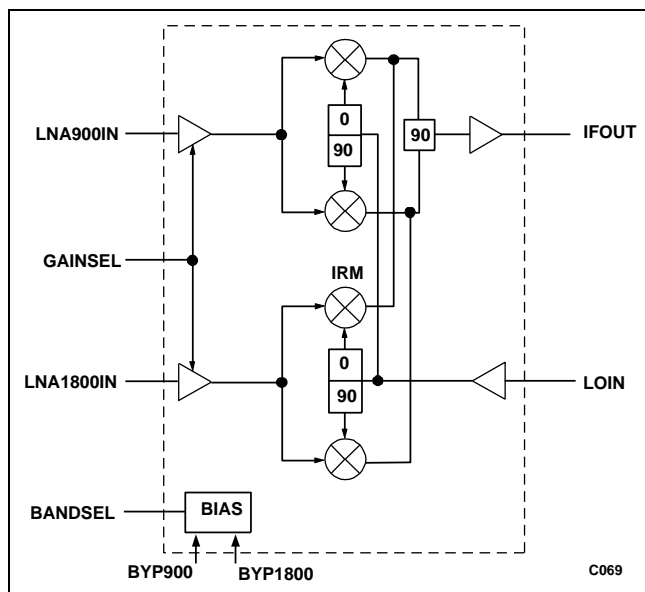 0
LNA900IN
90
IFOUT
90
GAINSEL
IRM
0
LNA1800IN
LOIN
90
BANDSEL
BIAS
BYP900
BYP1800
C069